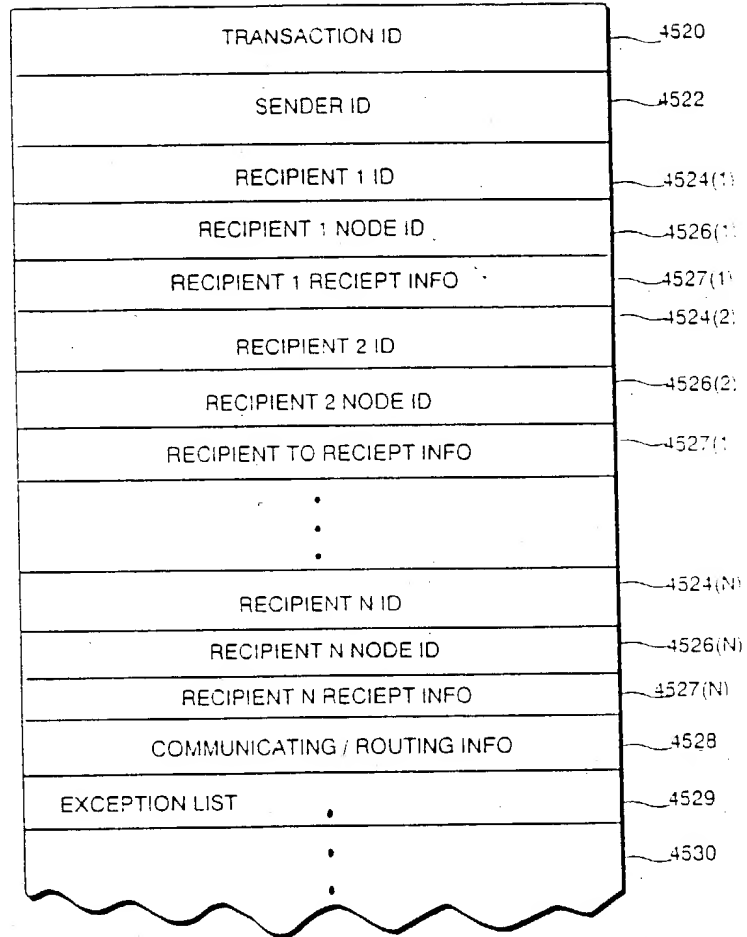 TRANSACTION ID 4520
SENDER ID 4522
RECIPIENT 1 ID 4524(1)
RECIPIENT 1 NODE ID 4526(1)
RECIPIENT 1 RECIEPT INFO 4527(1)
4524(2)
RECIPIENT 2 ID
4526(2)
RECIPIENT 2 NODE ID
RECIPIENT TO RECIEPT INFO 4527(1
4524(N)
RECIPIENT N ID
RECIPIENT N NODE ID 4526(N)
RECIPIENT N RECIEPT INFO 4527(N)
COMMUNICATING / ROUTING INFO 4528
EXCEPTION LIST 4529
4530